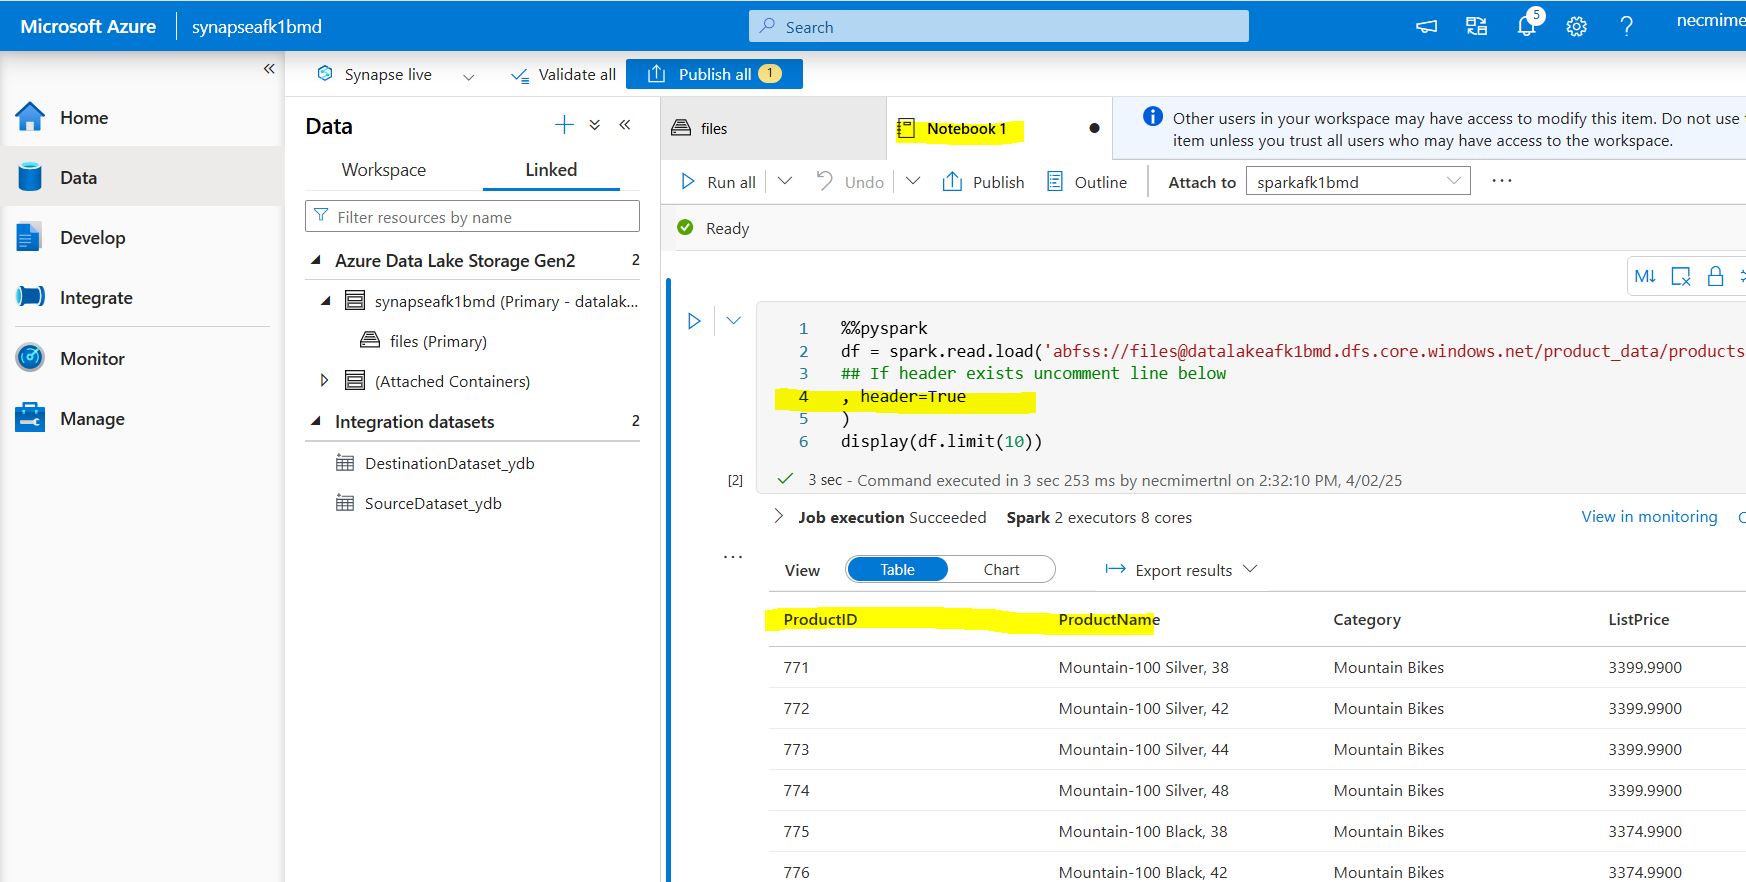 Microsoft Azure
synapseafk1bmd
Search
5
necmime
Synapse live
Validate all
Publish all
1
Home
Data
Develop
Integrate
Monitor
Manage
Data
Workspace
Linked
Filter resources by name
Azure Data Lake Storage Gen2
2
synapseafk1bmd (Primary - datalak...
files (Primary)
(Attached Containers)
Integration datasets
2
DestinationDataset_ydb
SourceDataset_ydb
files
Notebook 1
Other users in your workspace may have access to modify this item. Do not use
item unless you trust all users who may have access to the workspace.
Run all
Undo
Publish
Outline
Attach to
sparkafk1bmd
Ready
M↓
1 %%pyspark
2 df = spark.read.load('abfss://files@datalakeafk1bmd.dfs.core.windows.net/product_data/products
3 ## If header exists uncomment line below
4 , header=True
5 )
6 display(df.limit(10))
[2]
3 sec - Command executed in 3 sec 253 ms by necmimertnl on 2:32:10 PM, 4/02/25
Job execution Succeeded Spark 2 executors 8 cores
View in monitoring
View
Table
Chart
Export results
ProductID ProductName Category ListPrice
771 Mountain-100 Silver, 38 Mountain Bikes 3399.9900
772 Mountain-100 Silver, 42 Mountain Bikes 3399.9900
773 Mountain-100 Silver, 44 Mountain Bikes 3399.9900
774 Mountain-100 Silver, 48 Mountain Bikes 3399.9900
775 Mountain-100 Black, 38 Mountain Bikes 3374.9900
776 Mountain-100 Black, 42 Mountain Bikes 3374.9900